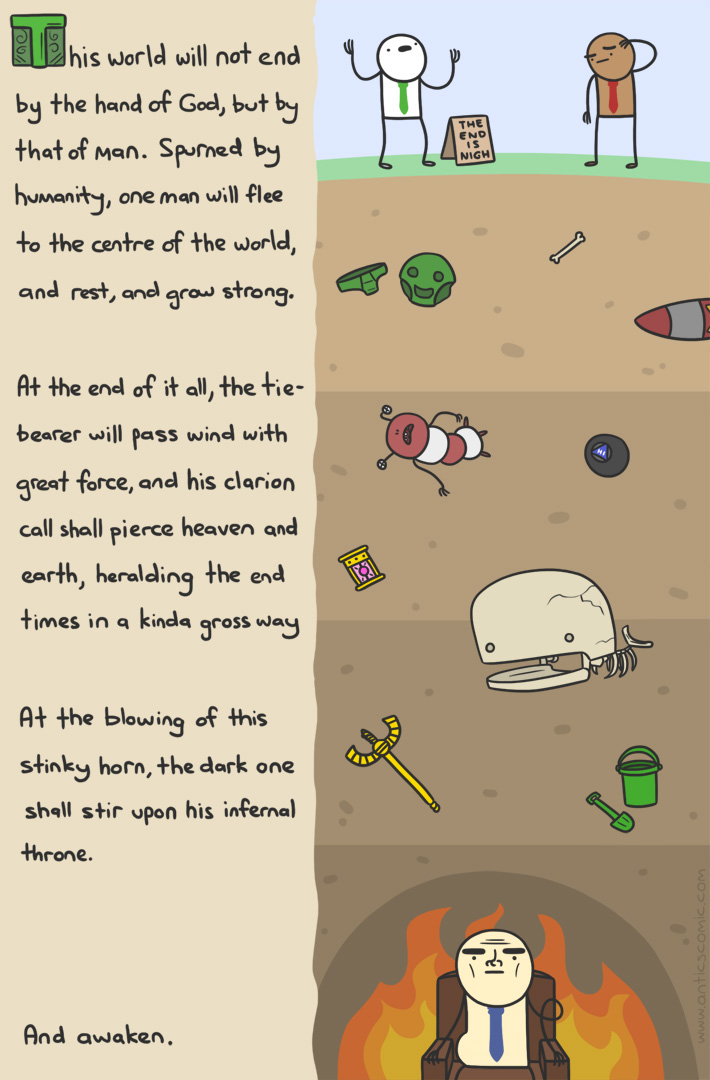 This world will not end
by the hand of God, but by
that of man. Spurned by
humanity, one man will flee
to the centre of the world,
and rest, and grow strong.
At the end of it all, the tie-
bearer will pass wind with
great force, and his clarion
call shall pierce heaven and
earth, heralding the end
times in a kinda gross way
At the blowing of this
stinky horn, the dark one
shall stir upon his infernal
throne.
And awaken.
THE
END
IS
NIGH
www.anticscomic.com